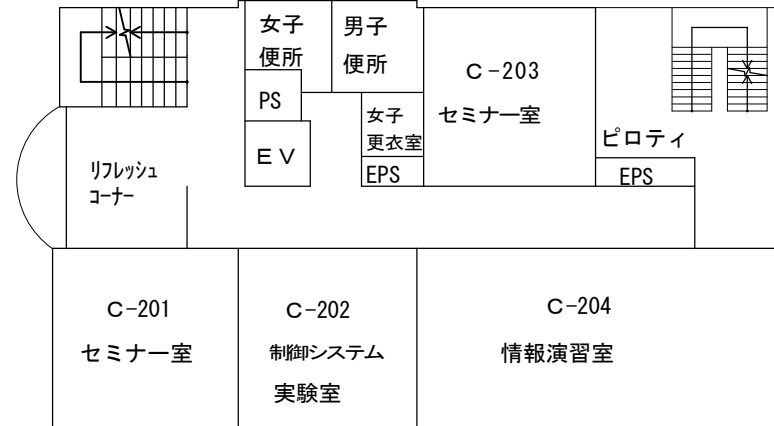 女子
便所
男子
便所
C-203
セミナー室
PS
女子
更衣室
ピロティ
EV
リフレッシュ
コーナー
EPS
EPS
C-201
セミナー室
C-202
制御システム
実験室
C-204
情報演習室